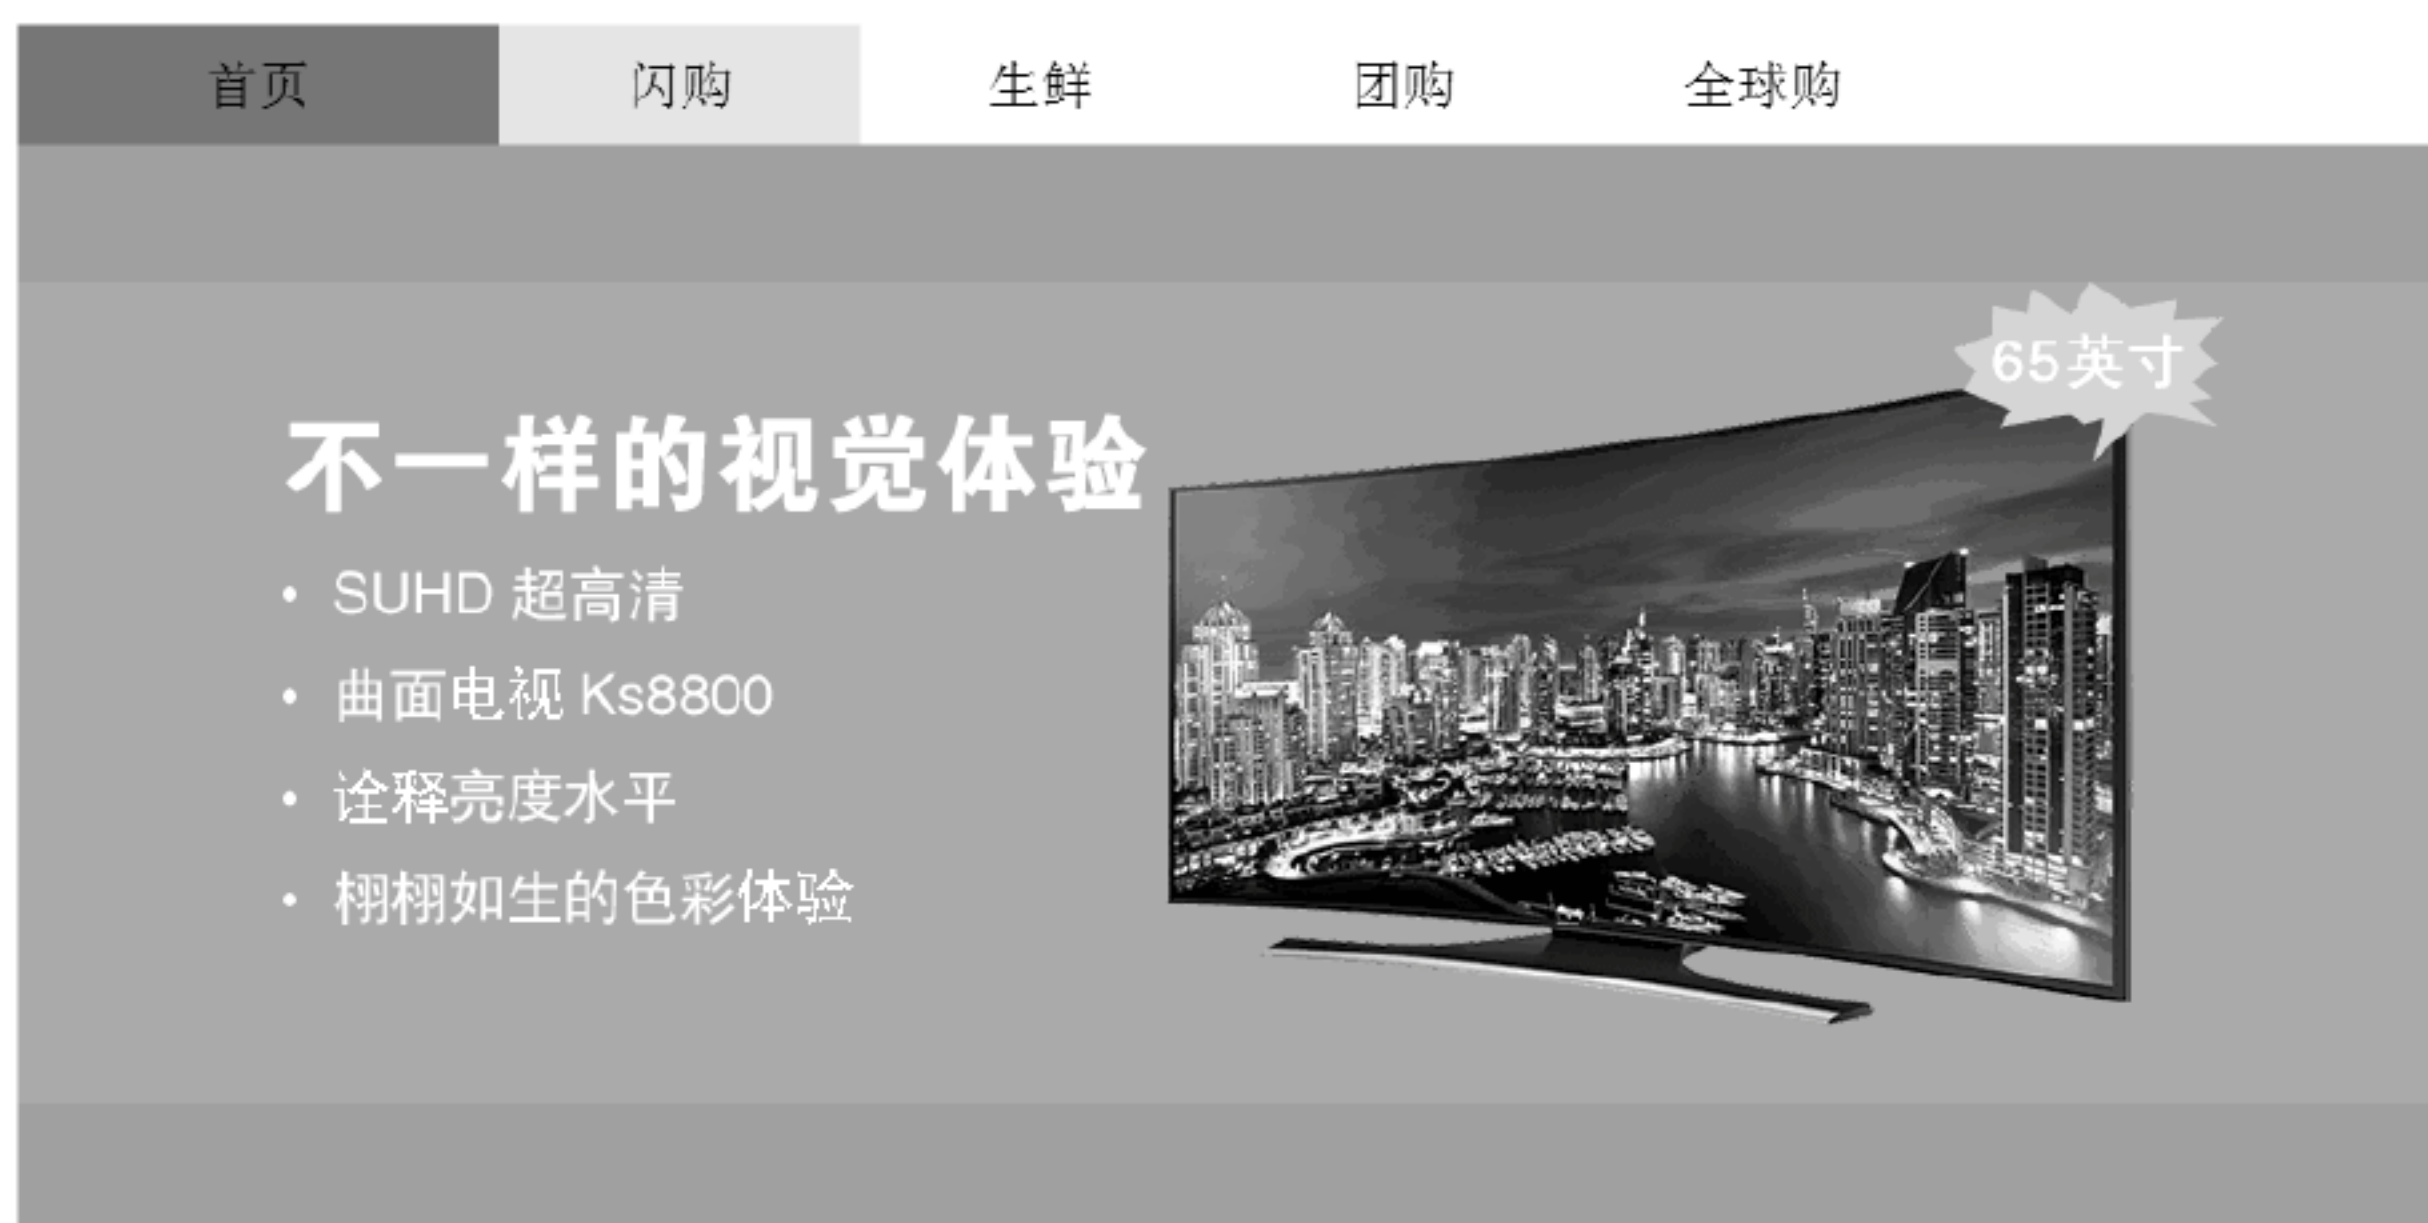 首页 闪购 生鲜 团购 全球购
65英寸
不一样的视觉体验
• SUHD 超高清
• 曲面电视 Ks8800
• 诠释亮度水平
• 栩栩如生的色彩体验